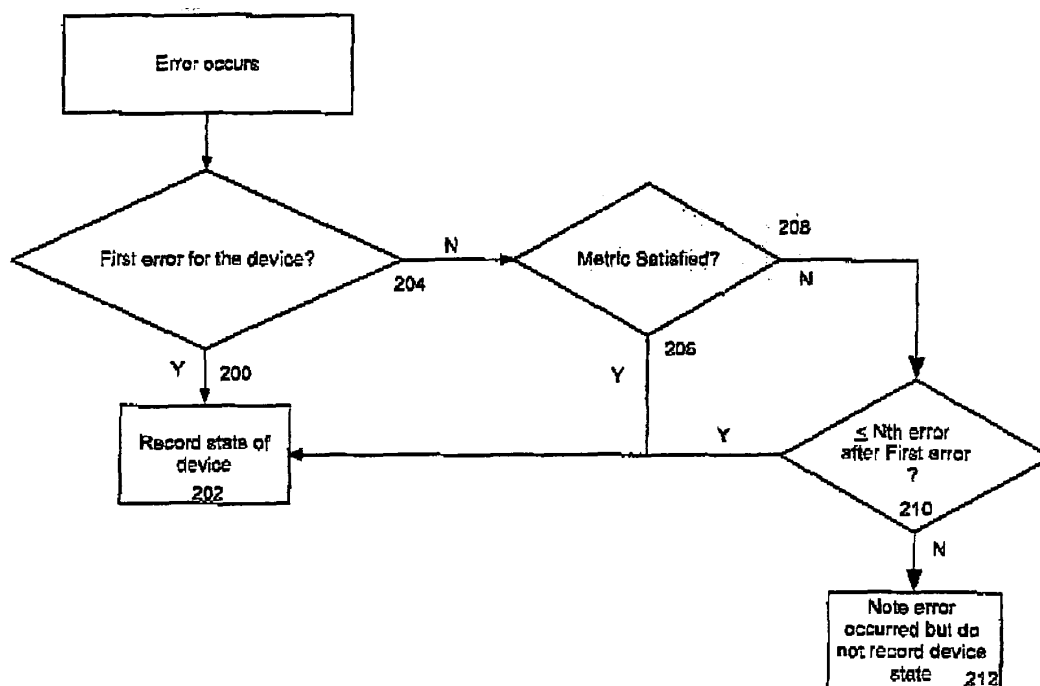 Error occurs
First error for the device?
N
204
Metric Satisfied?
208
N
206
Y
Y
200
Record state of
device
202
Y
≤ Nth error
after First error
?
210
N
Note error
occurred but do
not record device
state
212